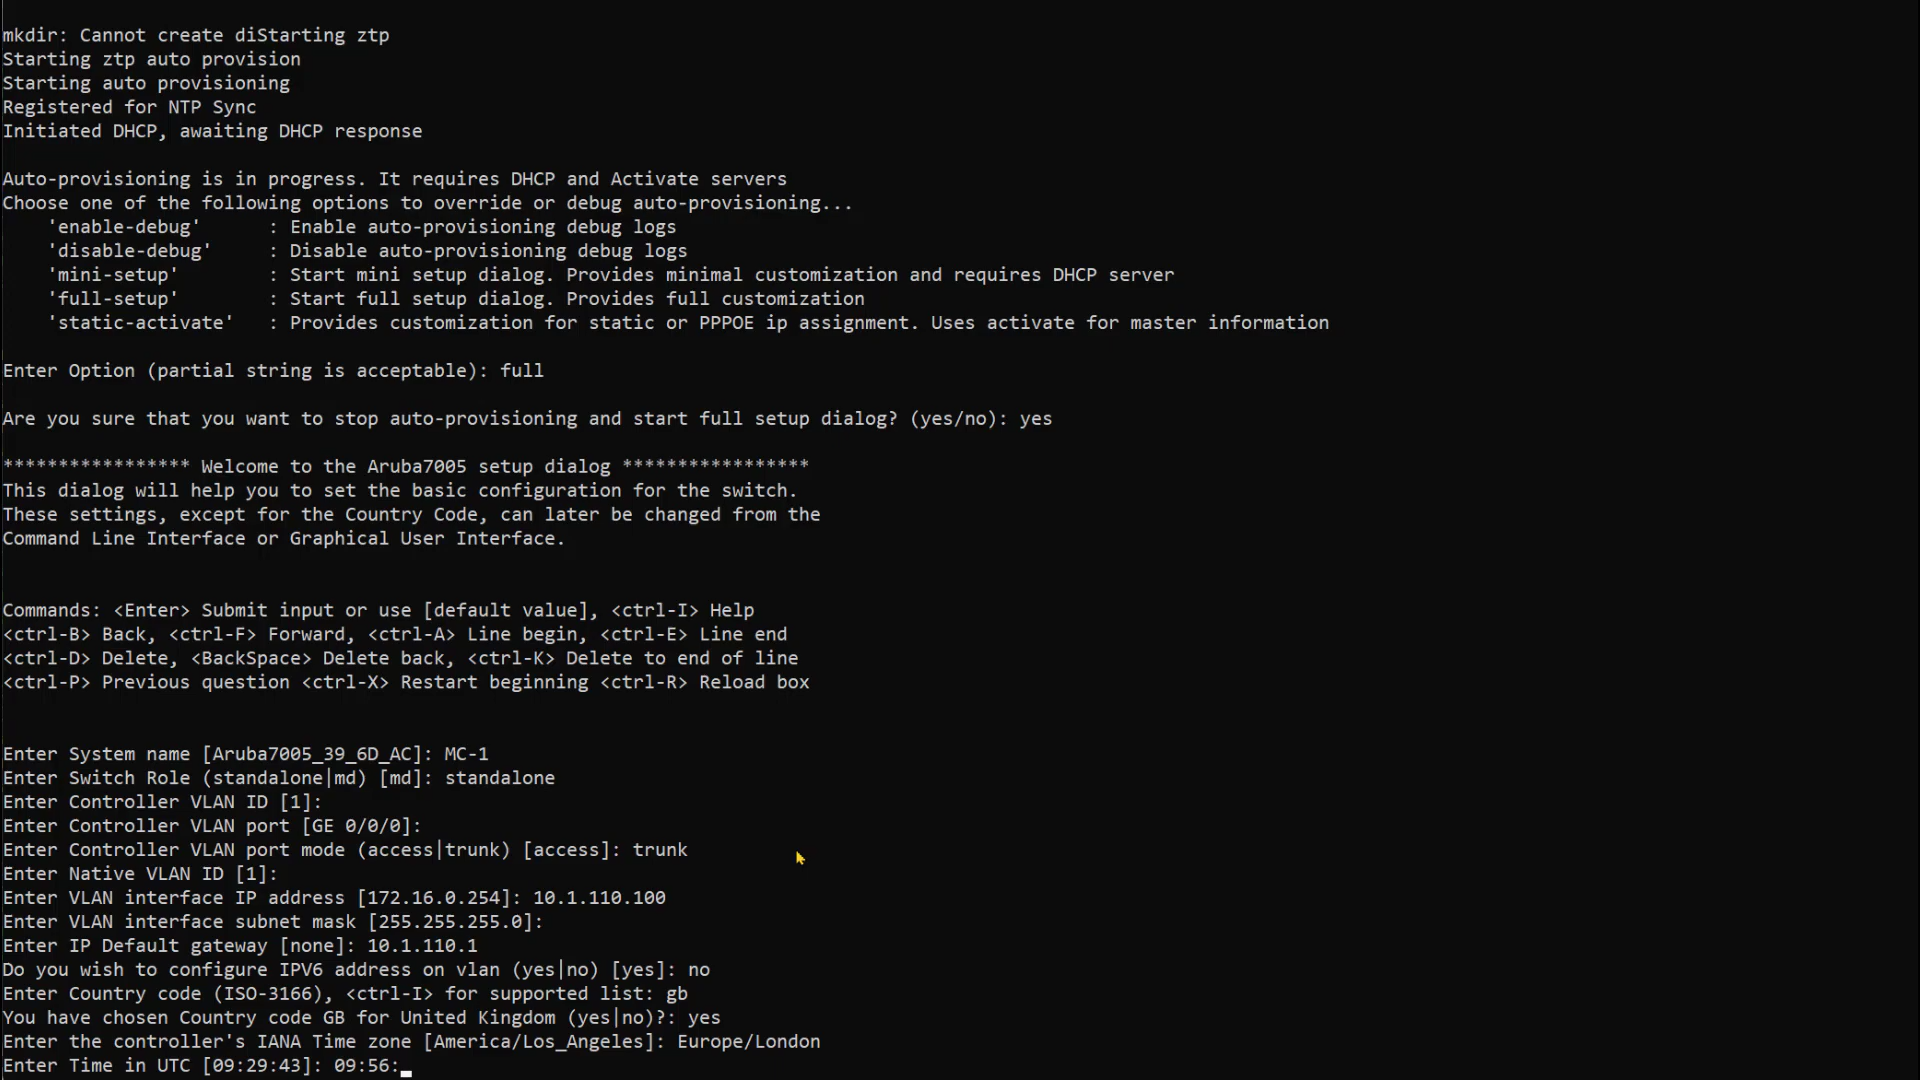 mkdir: Cannot create diStarting ztp
Starting ztp auto provision
Starting auto provisioning
Registered for NTP Sync
Initiated DHCP, awaiting DHCP response
Auto-provisioning is in progress. It requires DHCP and Activate servers
Choose one of the following options to override or debug auto-provisioning...
    'enable-debug'      : Enable auto-provisioning debug logs
    'disable-debug'     : Disable auto-provisioning debug logs
    'mini-setup'        : Start mini setup dialog. Provides minimal customization and requires DHCP server
    'full-setup'        : Start full setup dialog. Provides full customization
    'static-activate'   : Provides customization for static or PPPOE ip assignment. Uses activate for master information
Enter Option (partial string is acceptable): full
Are you sure that you want to stop auto-provisioning and start full setup dialog? (yes/no): yes
***************** Welcome to the Aruba7005 setup dialog *****************
This dialog will help you to set the basic configuration for the switch.
These settings, except for the Country Code, can later be changed from the
Command Line Interface or Graphical User Interface.
Commands: <Enter> Submit input or use [default value], <ctrl-I> Help
<ctrl-B> Back, <ctrl-F> Forward, <ctrl-A> Line begin, <ctrl-E> Line end
<ctrl-D> Delete, <BackSpace> Delete back, <ctrl-K> Delete to end of line
<ctrl-P> Previous question <ctrl-X> Restart beginning <ctrl-R> Reload box
Enter System name [Aruba7005_39_6D_AC]: MC-1
Enter Switch Role (standalone|md) [md]: standalone
Enter Controller VLAN ID [1]:
Enter Controller VLAN port [GE 0/0/0]:
Enter Controller VLAN port mode (access|trunk) [access]: trunk
Enter Native VLAN ID [1]:
Enter VLAN interface IP address [172.16.0.254]: 10.1.110.100
Enter VLAN interface subnet mask [255.255.255.0]:
Enter IP Default gateway [none]: 10.1.110.1
Do you wish to configure IPV6 address on vlan (yes|no) [yes]: no
Enter Country code (ISO-3166), <ctrl-I> for supported list: gb
You have chosen Country code GB for United Kingdom (yes|no)?: yes
Enter the controller's IANA Time zone [America/Los_Angeles]: Europe/London
Enter Time in UTC [09:29:43]: 09:56: